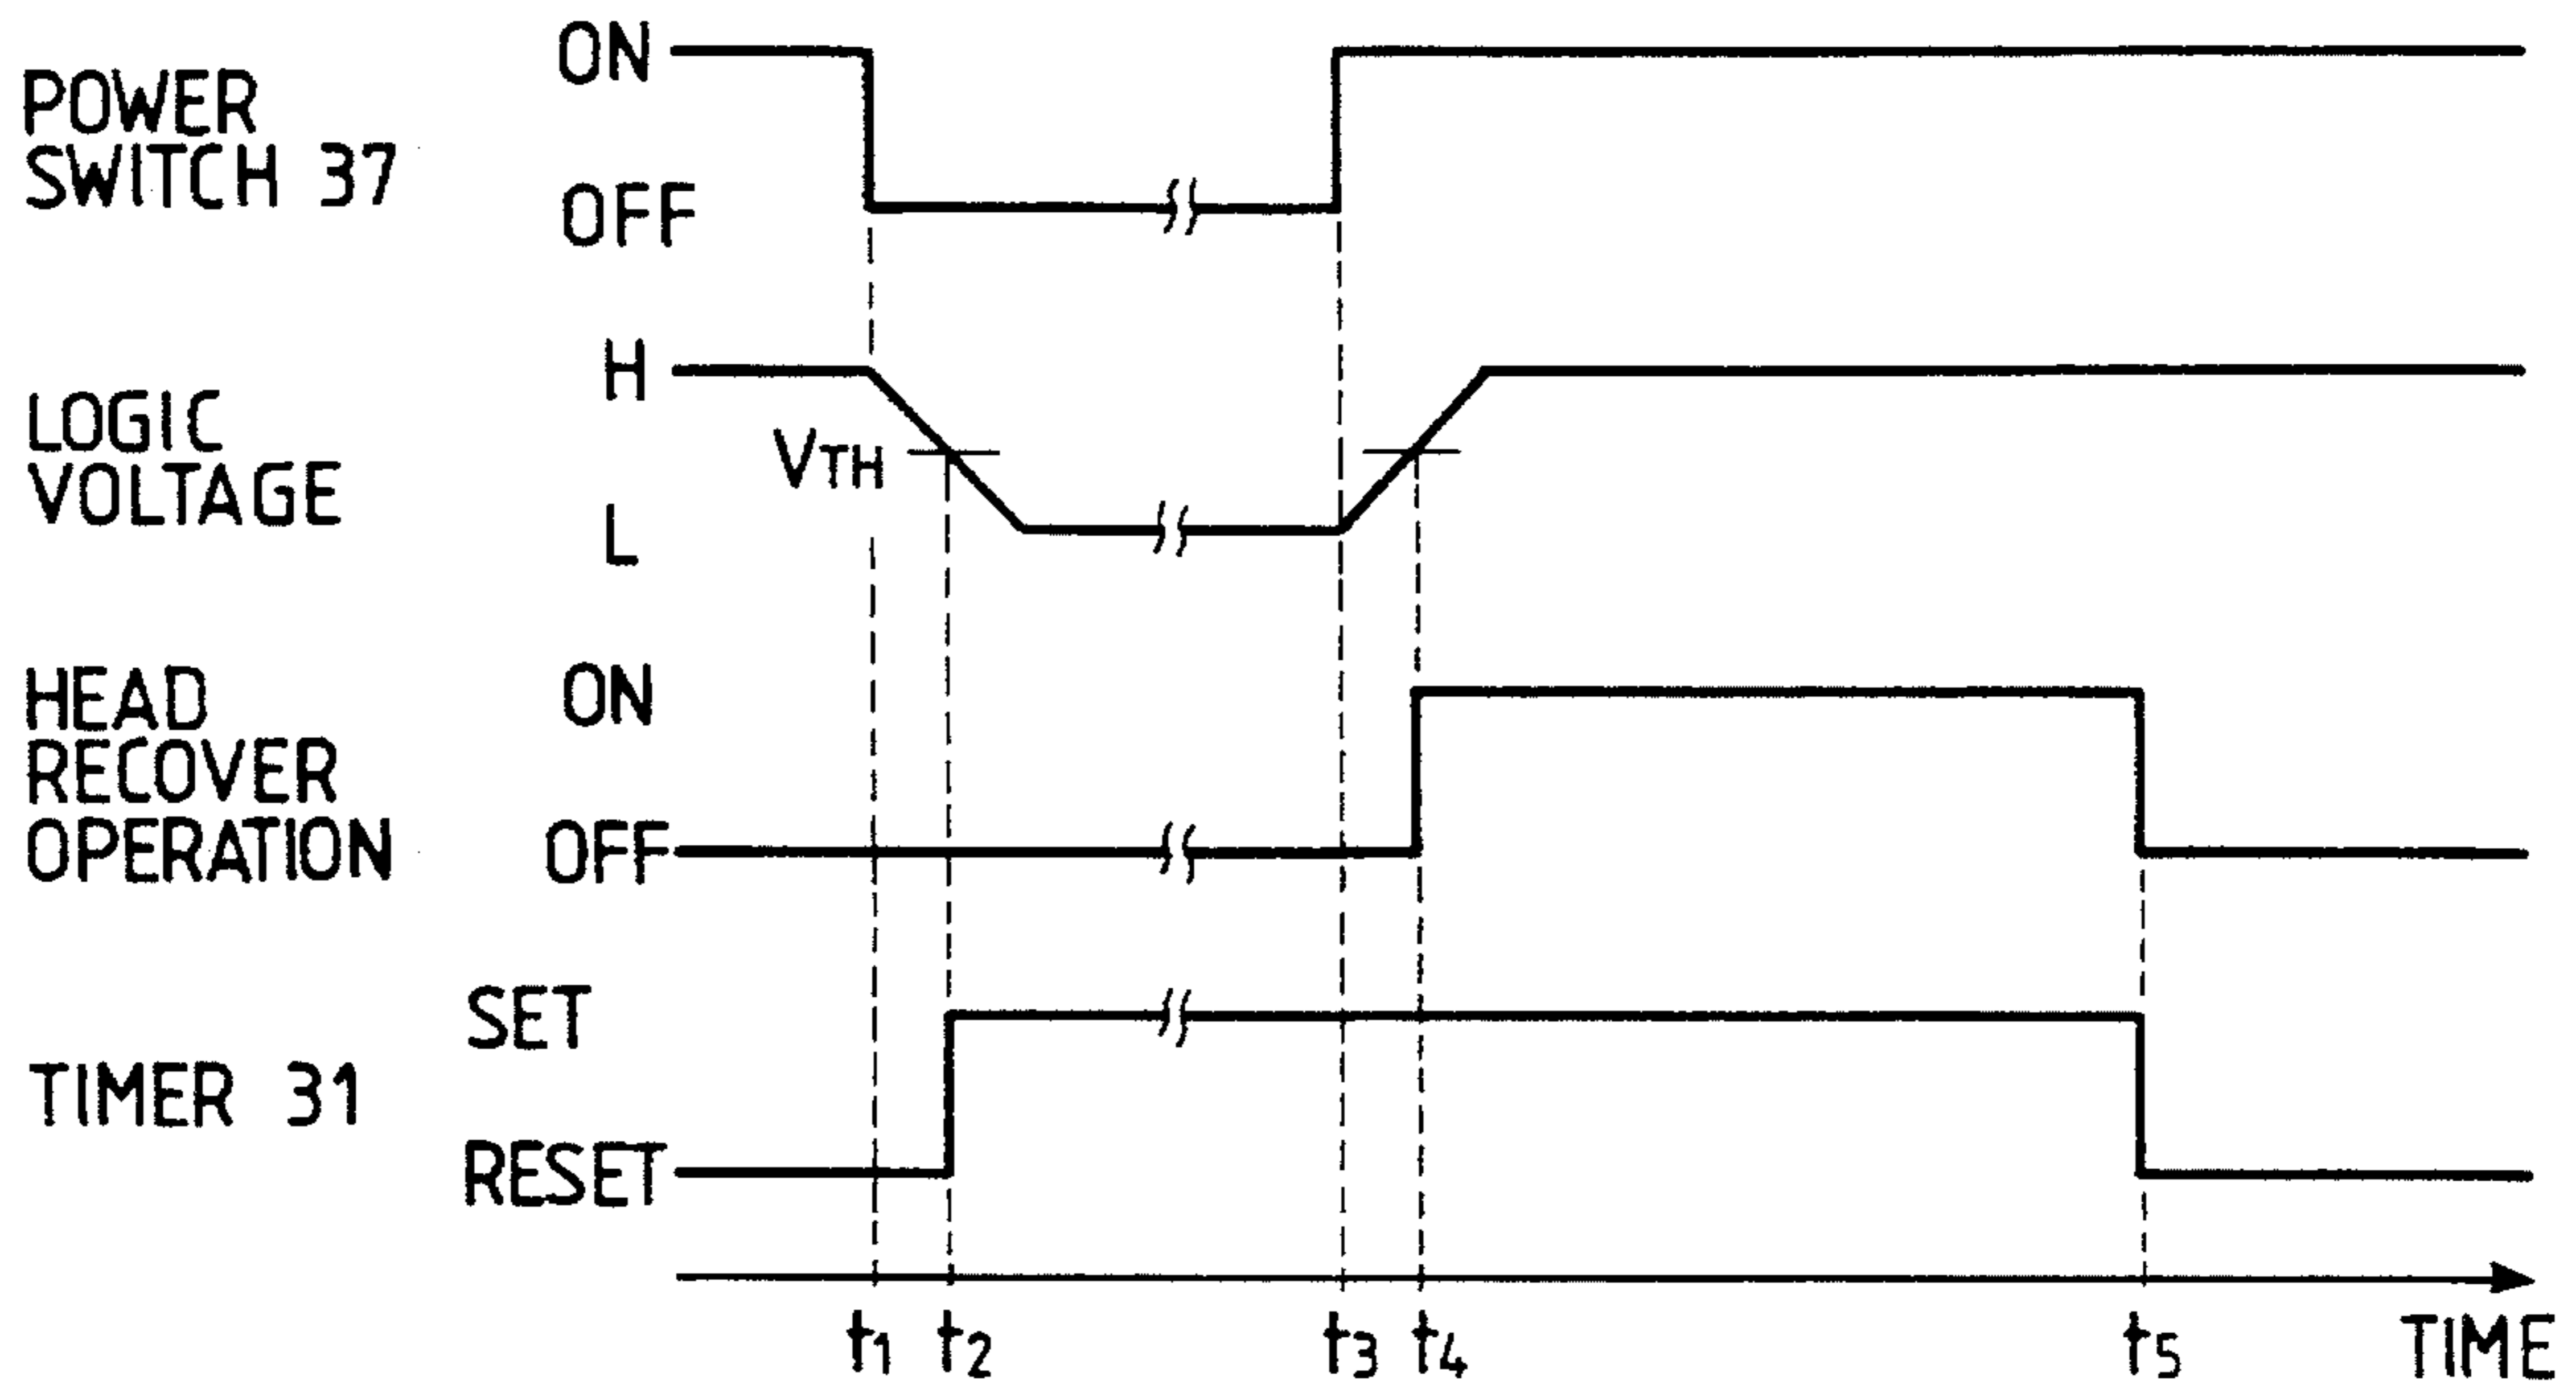 POWER
SWITCH 37
ON
OFF
LOGIC
VOLTAGE
H
VTH
L
HEAD
RECOVER
OPERATION
ON
OFF
TIMER 31
SET
RESET
t1 t2 t3 t4 t5 TIME